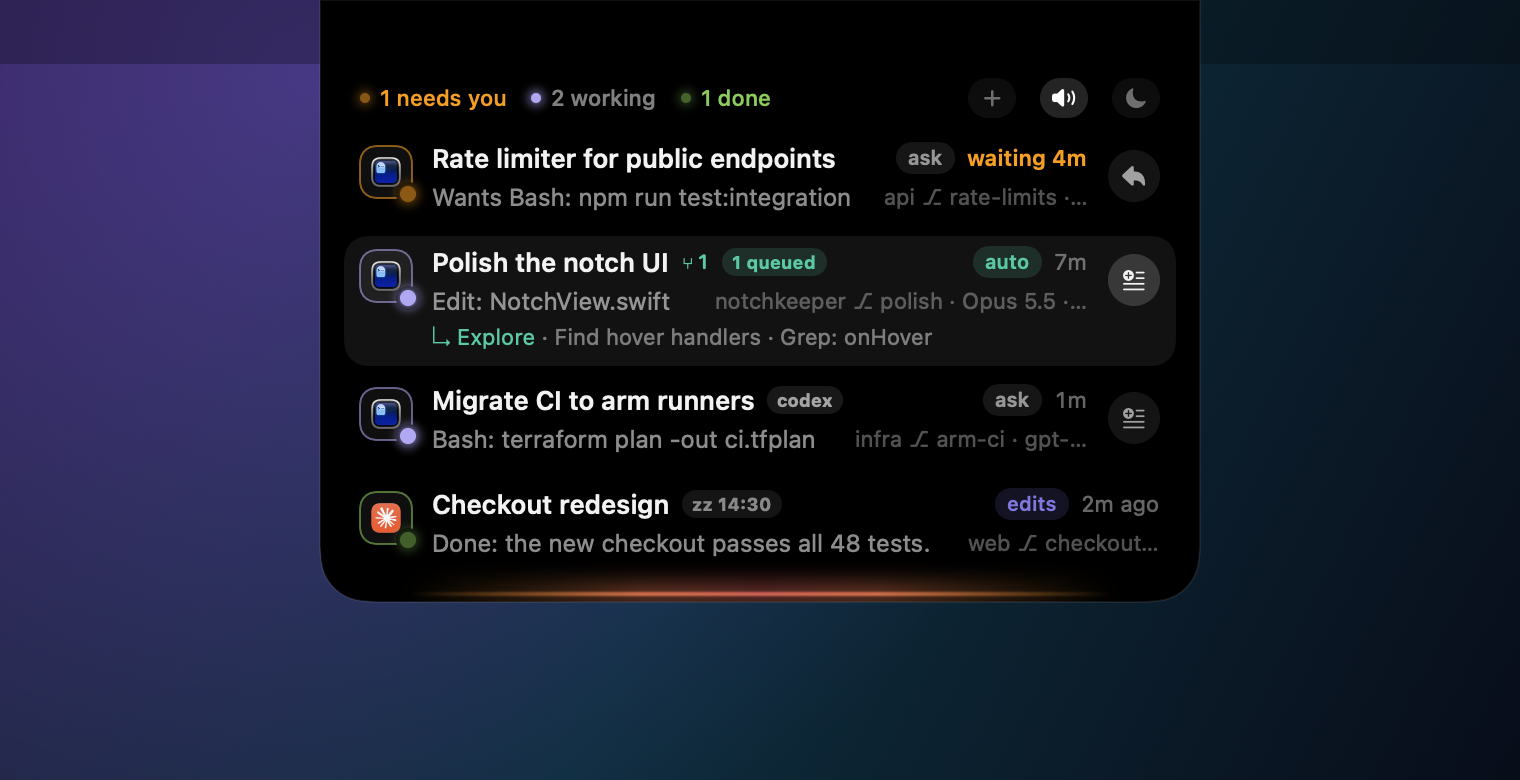 1 needs you 2 working 1 done
Rate limiter for public endpoints ask waiting 4m
Wants Bash: npm run test:integration api ⌥ rate-limits ·…
Polish the notch UI ⑂ 1 1 queued auto 7m
Edit: NotchView.swift notchkeeper ⌥ polish · Opus 5.5 ·…
Explore · Find hover handlers · Grep: onHover
Migrate CI to arm runners codex ask 1m
Bash: terraform plan -out ci.tfplan infra ⌥ arm-ci · gpt-…
Checkout redesign zz 14:30 edits 2m ago
Done: the new checkout passes all 48 tests. web ⌥ checkout…